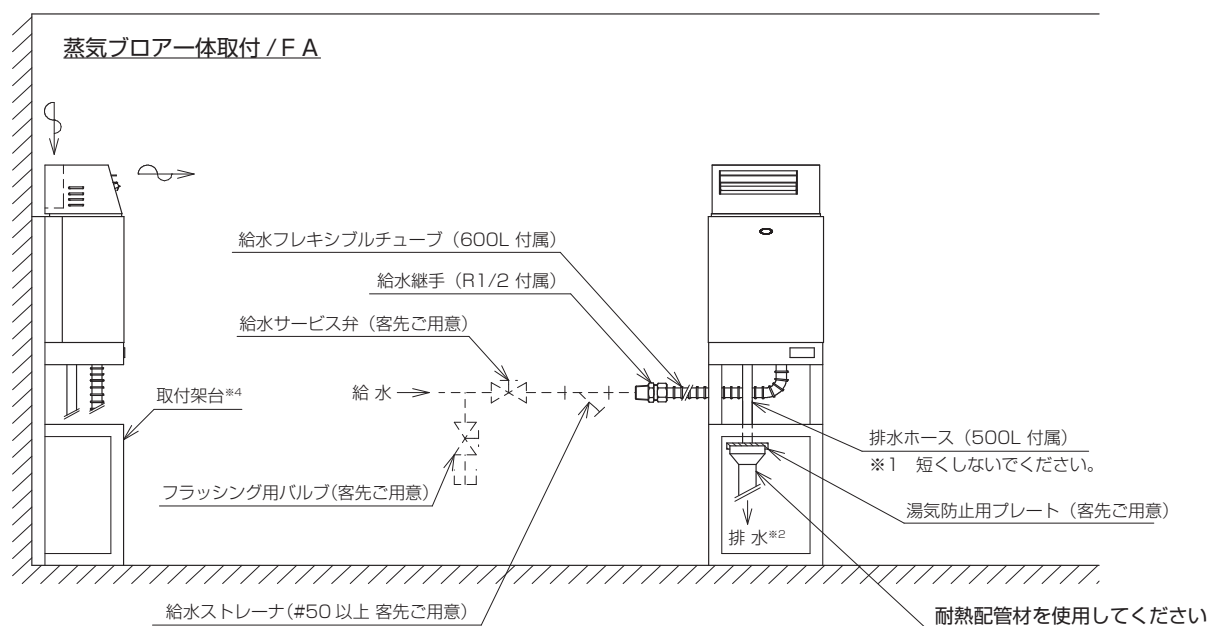 蒸気ブロアー体取付 / F A
給水フレキシブルチューブ（600L 付属）
給水継手（R1/2 付属）
給水サービス弁（客先ご用意）
給 水
取付架台※4
排水ホース（500L 付属）
※1　短くしないでください。
フラッシング用バルブ(客先ご用意)
湯気防止用プレート（客先ご用意）
排 水※2
給水ストレーナ(#50 以上 客先ご用意)
耐熱配管材を使用してください